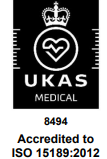 UKAS
MEDICAL
8494
Accredited to
ISO 15189:2012